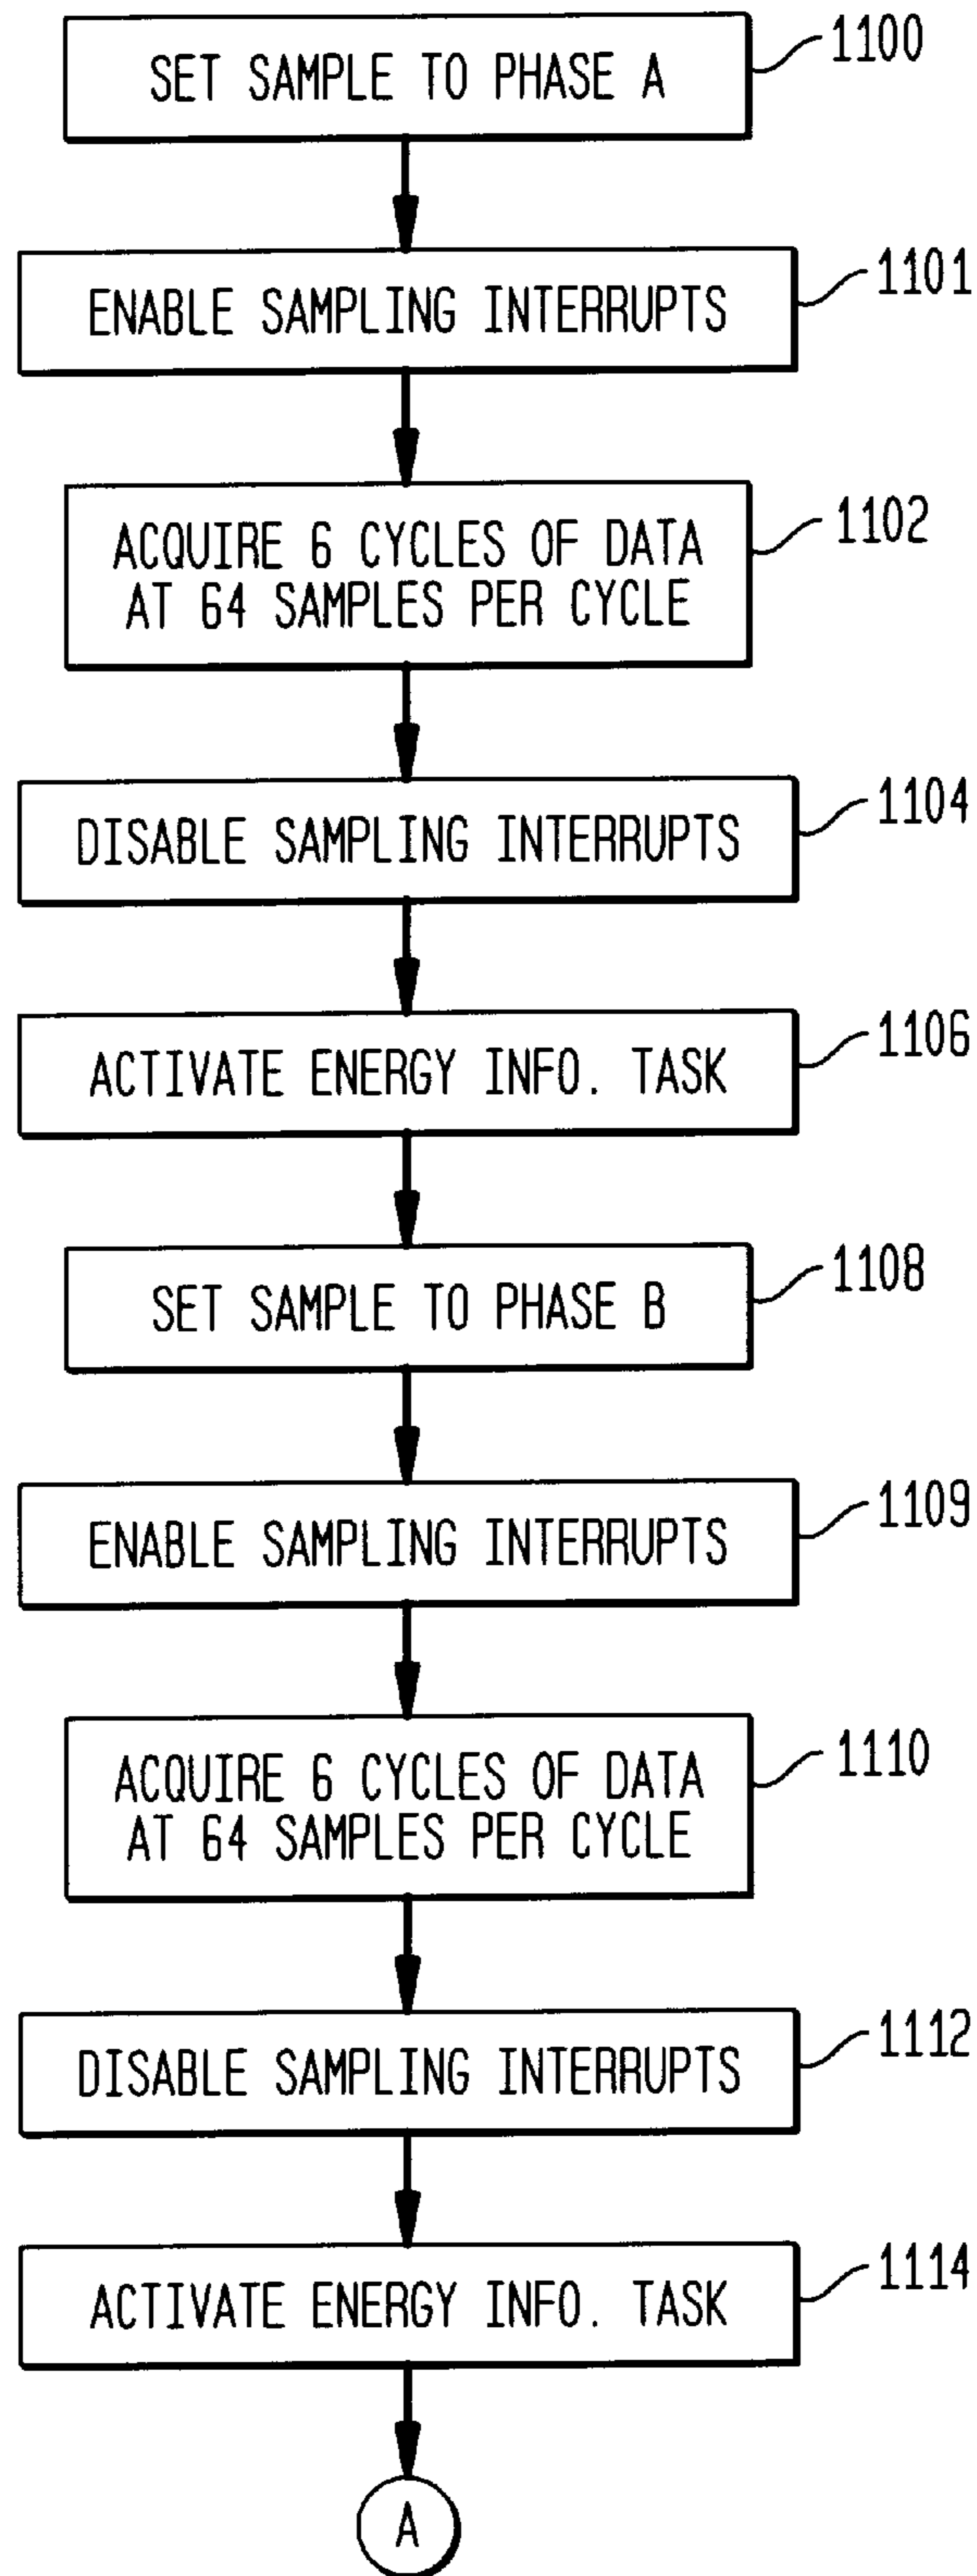 SET SAMPLE TO PHASE A
1100
ENABLE SAMPLING INTERRUPTS
1101
ACQUIRE 6 CYCLES OF DATA
AT 64 SAMPLES PER CYCLE
1102
DISABLE SAMPLING INTERRUPTS
1104
ACTIVATE ENERGY INFO. TASK
1106
SET SAMPLE TO PHASE B
1108
ENABLE SAMPLING INTERRUPTS
1109
ACQUIRE 6 CYCLES OF DATA
AT 64 SAMPLES PER CYCLE
1110
DISABLE SAMPLING INTERRUPTS
1112
ACTIVATE ENERGY INFO. TASK
1114
A